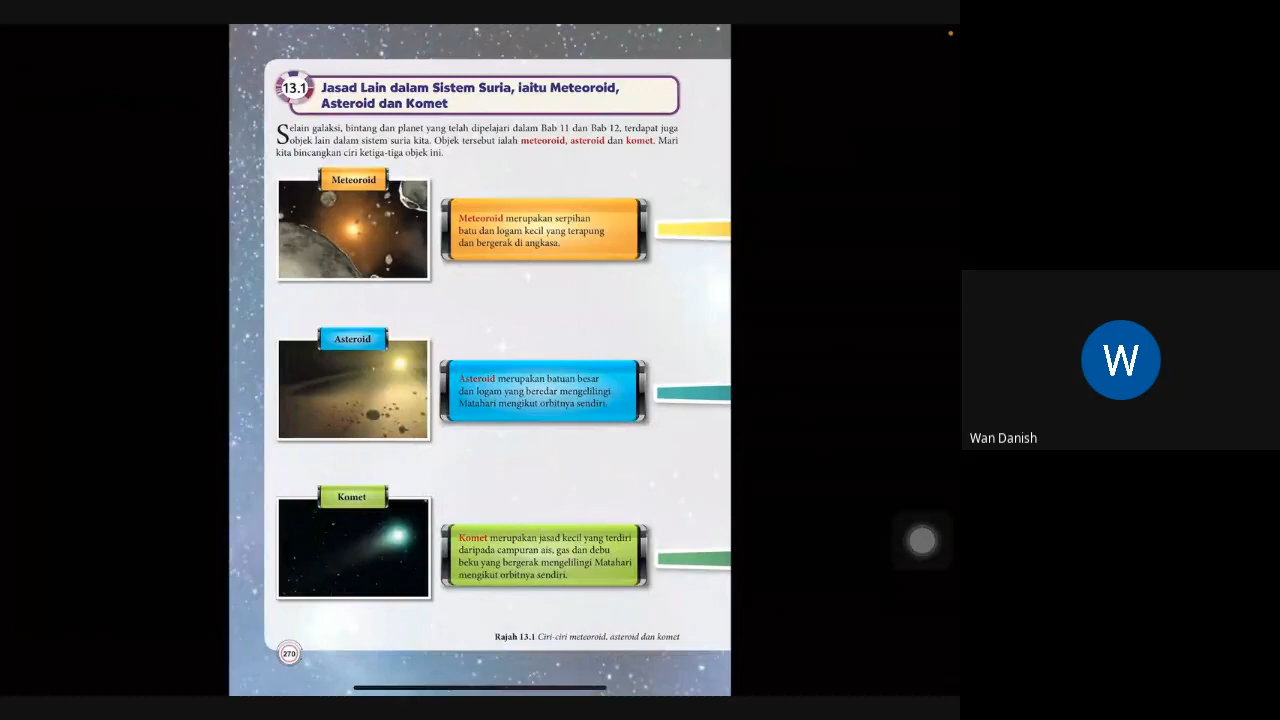 13.1
Jasad Lain dalam Sistem Suria, iaitu Meteoroid,
Asteroid dan Komet
Selain galaksi, bintang dan planet yang telah dipelajari dalam Bab 11 dan Bab 12, terdapat juga
objek lain dalam sistem suria kita. Objek tersebut ialah meteoroid, asteroid dan komet. Mari
kita bincangkan ciri ketiga-tiga objek ini.
Meteoroid
Meteoroid merupakan serpihan
batu dan logam kecil yang terapung
dan bergerak di angkasa.
Asteroid
Asteroid merupakan batuan besar
dan logam yang beredar mengelilingi
Matahari mengikut orbitnya sendiri.
Komet
Komet merupakan jasad kecil yang terdiri
daripada campuran ais, gas dan debu
beku yang bergerak mengelilingi Matahari
mengikut orbitnya sendiri.
Rajah 13.1 Ciri-ciri meteoroid, asteroid dan komet
270
W
Wan Danish